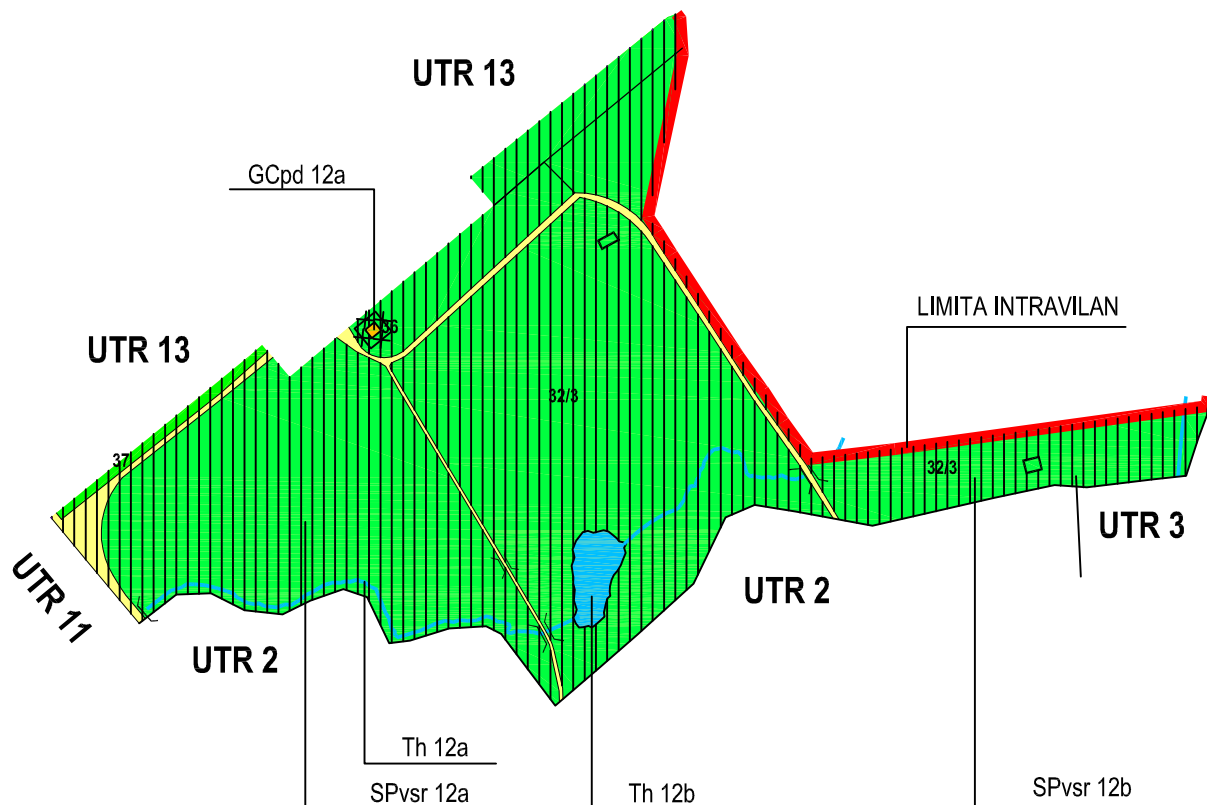 UTR 13
GCpd 12a
LIMITA INTRAVILAN
36
UTR 13
32/3
37
32/3
UTR 3
UTR 11
UTR 2
UTR 2
Th 12a
SPvsr 12a
Th 12b
SPvsr 12b